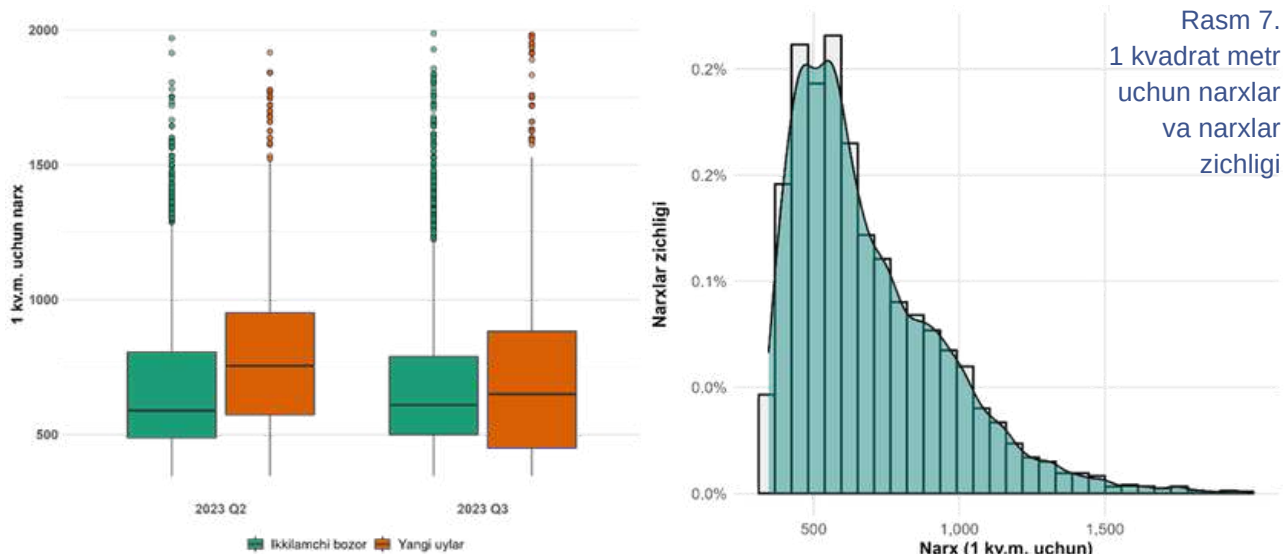 2000
1500
1000
500
1 kv.m. uchun narx
2023 Q2
2023 Q3
Ikkilamchi bozor
Yangi uylar
Rasm 7.
1 kvadrat metr
uchun narxlar
va narxlar
zichligi
0.2%
0.2%
0.1%
0.0%
0.0%
Narxlar zichligi
500
1,000
1,500
Narx (1 kv.m. uchun)